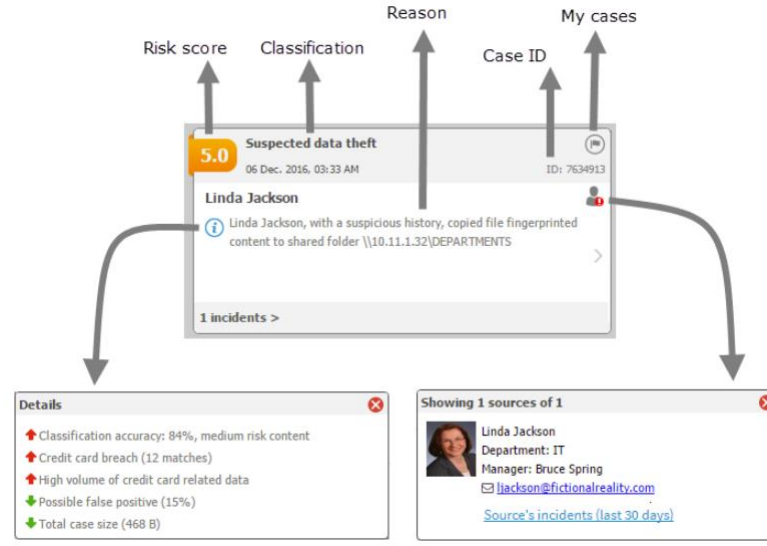 Reason
My cases
Risk score
Classification
Case ID
5.0
Suspected data theft
06 Dec. 2016, 03:33 AM
ID: 7634913
Linda Jackson
Linda Jackson, with a suspicious history, copied file fingerprinted
content to shared folder \\10.11.1.32\DEPARTMENTS
1 incidents >
Details
Classification accuracy: 84%, medium risk content
Credit card breach (12 matches)
High volume of credit card related data
Possible false positive (15%)
Total case size (468 B)
Showing 1 sources of 1
Linda Jackson
Department: IT
Manager: Bruce Spring
ljackson@fictionalreality.com
Source's incidents (last 30 days)